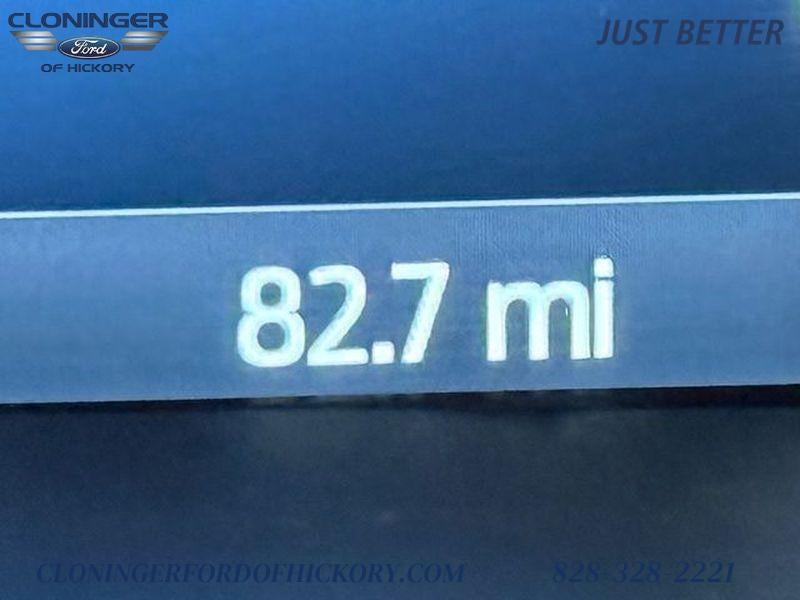 CLONINGER
Ford
OF HICKORY
JUST BETTER
82.7 mi
CLONINGERFORDOFHICKORY.COM
828-328-2221